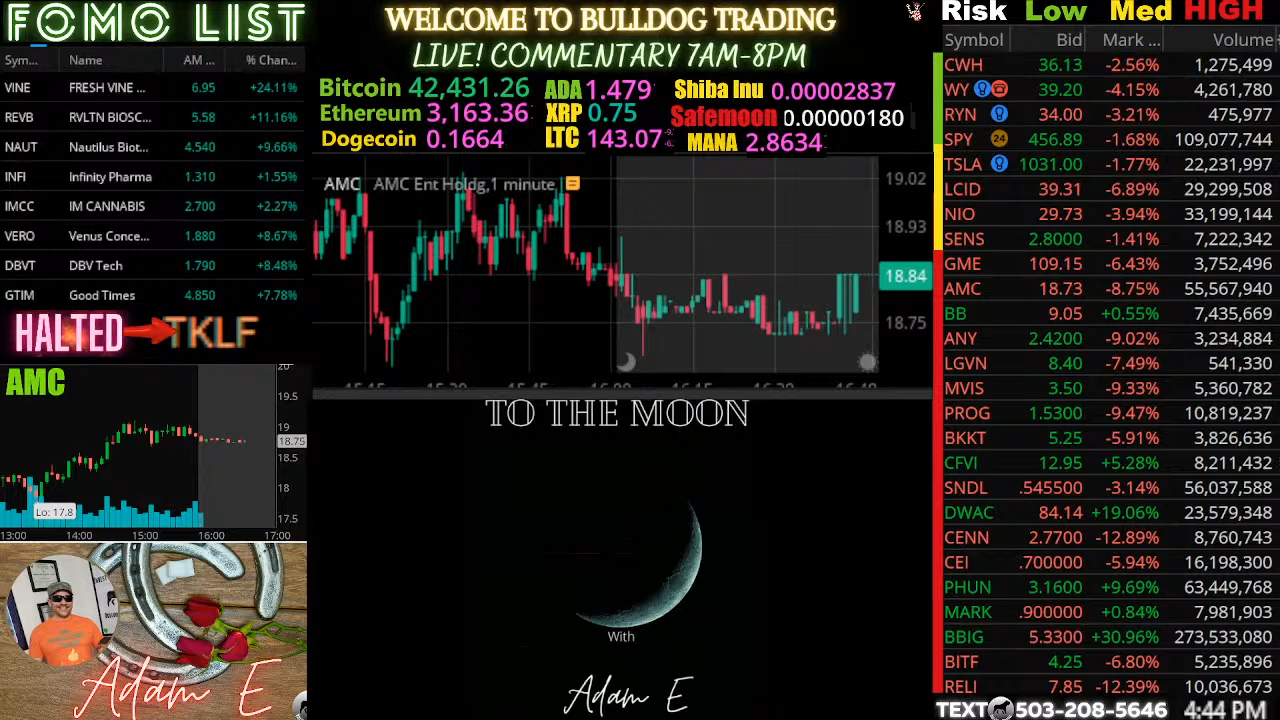 FOMO LIST
Sym... Name AM ... % Chan...
VINE FRESH VINE ... 6.95 +24.11%
REVB RVLTN BIOSC... 5.58 +11.16%
NAUT Nautilus Biot... 4.540 +9.66%
INFI Infinity Pharma 1.310 +1.55%
IMCC IM CANNABIS 2.700 +2.27%
VERO Venus Conce... 1.880 +8.67%
DBVT DBV Tech 1.790 +8.48%
GTIM Good Times 4.850 +7.78%
HALTED TKLF
AMC
20
19.5
19
18.75
18.5
18
17.5
Lo: 17.8
13:00 14:00 15:00 16:00 17:00
Adam E
WELCOME TO BULLDOG TRADING
LIVE! COMMENTARY 7AM-8PM
Bitcoin 42,431.26 ADA 1.479 Shiba Inu 0.00002837
Ethereum 3,163.36 XRP 0.75 Safemoon 0.00000180
Dogecoin 0.1664 LTC 143.07 MANA 2.8634
AMC AMC Ent Holdg,1 minute
19.02
18.93
18.84
18.75
TO THE MOON
With
Adam E
Risk Low Med HIGH
Symbol Bid Mark ... Volume
CWH 36.13 -2.56% 1,275,499
WY 39.20 -4.15% 4,261,780
RYN 34.00 -3.21% 475,977
SPY 24 456.89 -1.68% 109,077,744
TSLA 1031.00 -1.77% 22,231,997
LCID 39.31 -6.89% 29,299,508
NIO 29.73 -3.94% 33,199,144
SENS 2.8000 -1.41% 7,222,342
GME 109.15 -6.43% 3,752,496
AMC 18.73 -8.75% 55,567,940
BB 9.05 +0.55% 7,435,669
ANY 2.4200 -9.02% 3,234,884
LGVN 8.40 -7.49% 541,330
MVIS 3.50 -9.33% 5,360,782
PROG 1.5300 -9.47% 10,819,237
BKKT 5.25 -5.91% 3,826,636
CFVI 12.95 +5.28% 8,211,432
SNDL .545500 -3.14% 56,037,588
DWAC 84.14 +19.06% 23,579,348
CENN 2.7700 -12.89% 8,760,743
CEI .700000 -5.94% 16,198,300
PHUN 3.1600 +9.69% 63,449,768
MARK .900000 +0.84% 7,981,903
BBIG 5.3300 +30.96% 273,533,080
BITF 4.25 -6.80% 5,235,896
RELI 7.85 -12.39% 10,036,673
TEXT 503-208-5646 4:44 PM